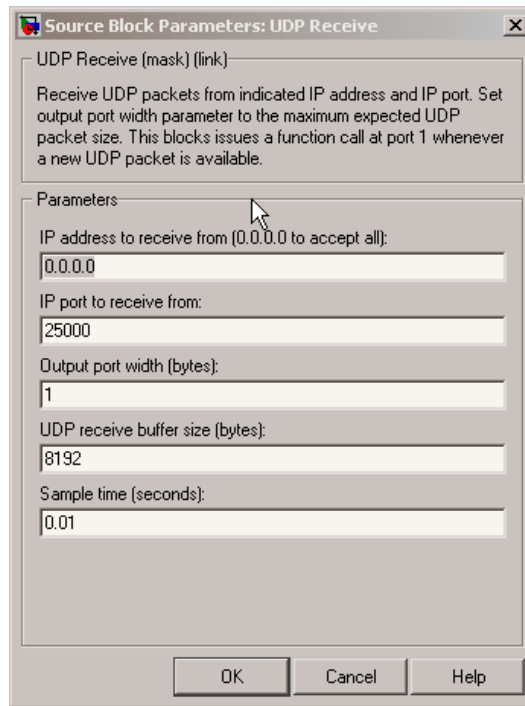 Source Block Parameters: UDP Receive
UDP Receive (mask) (link)
Receive UDP packets from indicated IP address and IP port. Set
output port width parameter to the maximum expected UDP
packet size. This blocks issues a function call at port 1 whenever
a new UDP packet is available.
Parameters
IP address to receive from (0.0.0.0 to accept all):
0.0.0.0
IP port to receive from:
25000
Output port width (bytes):
1
UDP receive buffer size (bytes):
8192
Sample time (seconds):
0.01
OK Cancel Help